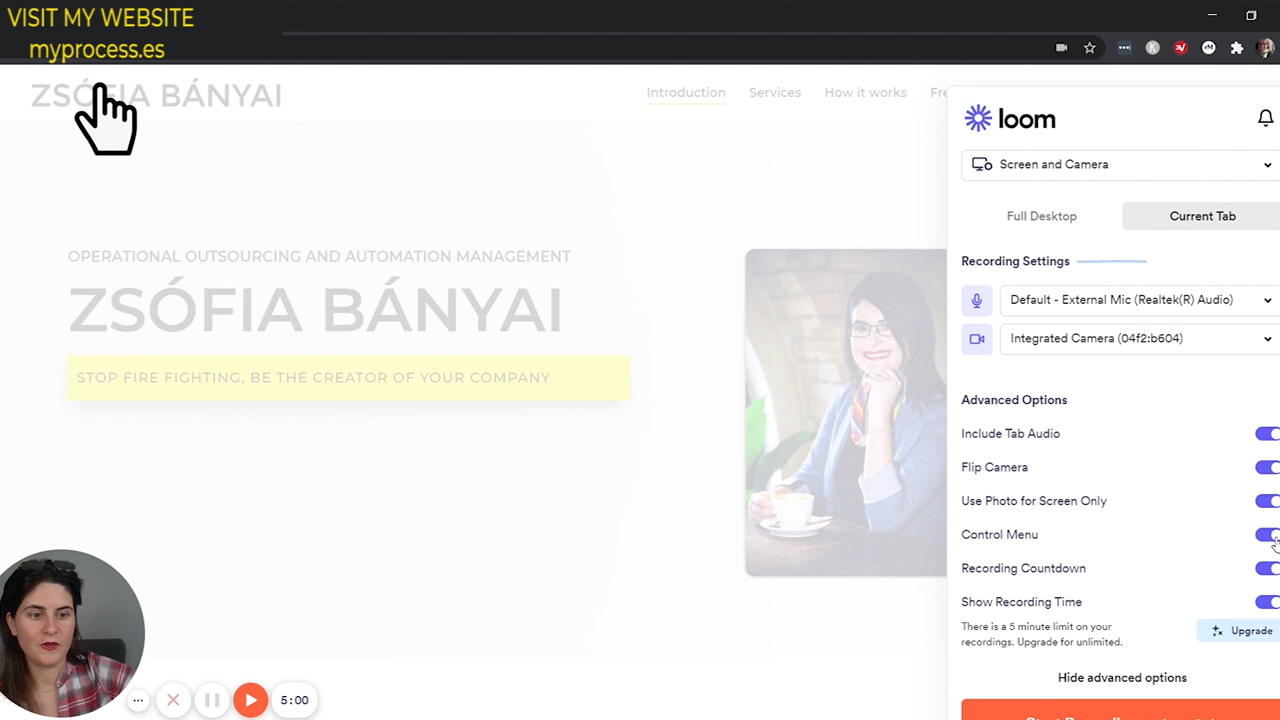 VISIT MY WEBSITE
myprocess.es
ZSÓFIA BÁNYAI
Introduction Services How it works Fre
loom
Screen and Camera
Full Desktop Current Tab
OPERATIONAL OUTSOURCING AND AUTOMATION MANAGEMENT
ZSÓFIA BÁNYAI
STOP FIRE FIGHTING, BE THE CREATOR OF YOUR COMPANY
Recording Settings
Default - External Mic (Realtek(R) Audio)
Integrated Camera (04f2:b604)
Advanced Options
Include Tab Audio
Flip Camera
Use Photo for Screen Only
Control Menu
Recording Countdown
Show Recording Time
There is a 5 minute limit on your
recordings. Upgrade for unlimited.
Upgrade
Hide advanced options
5:00